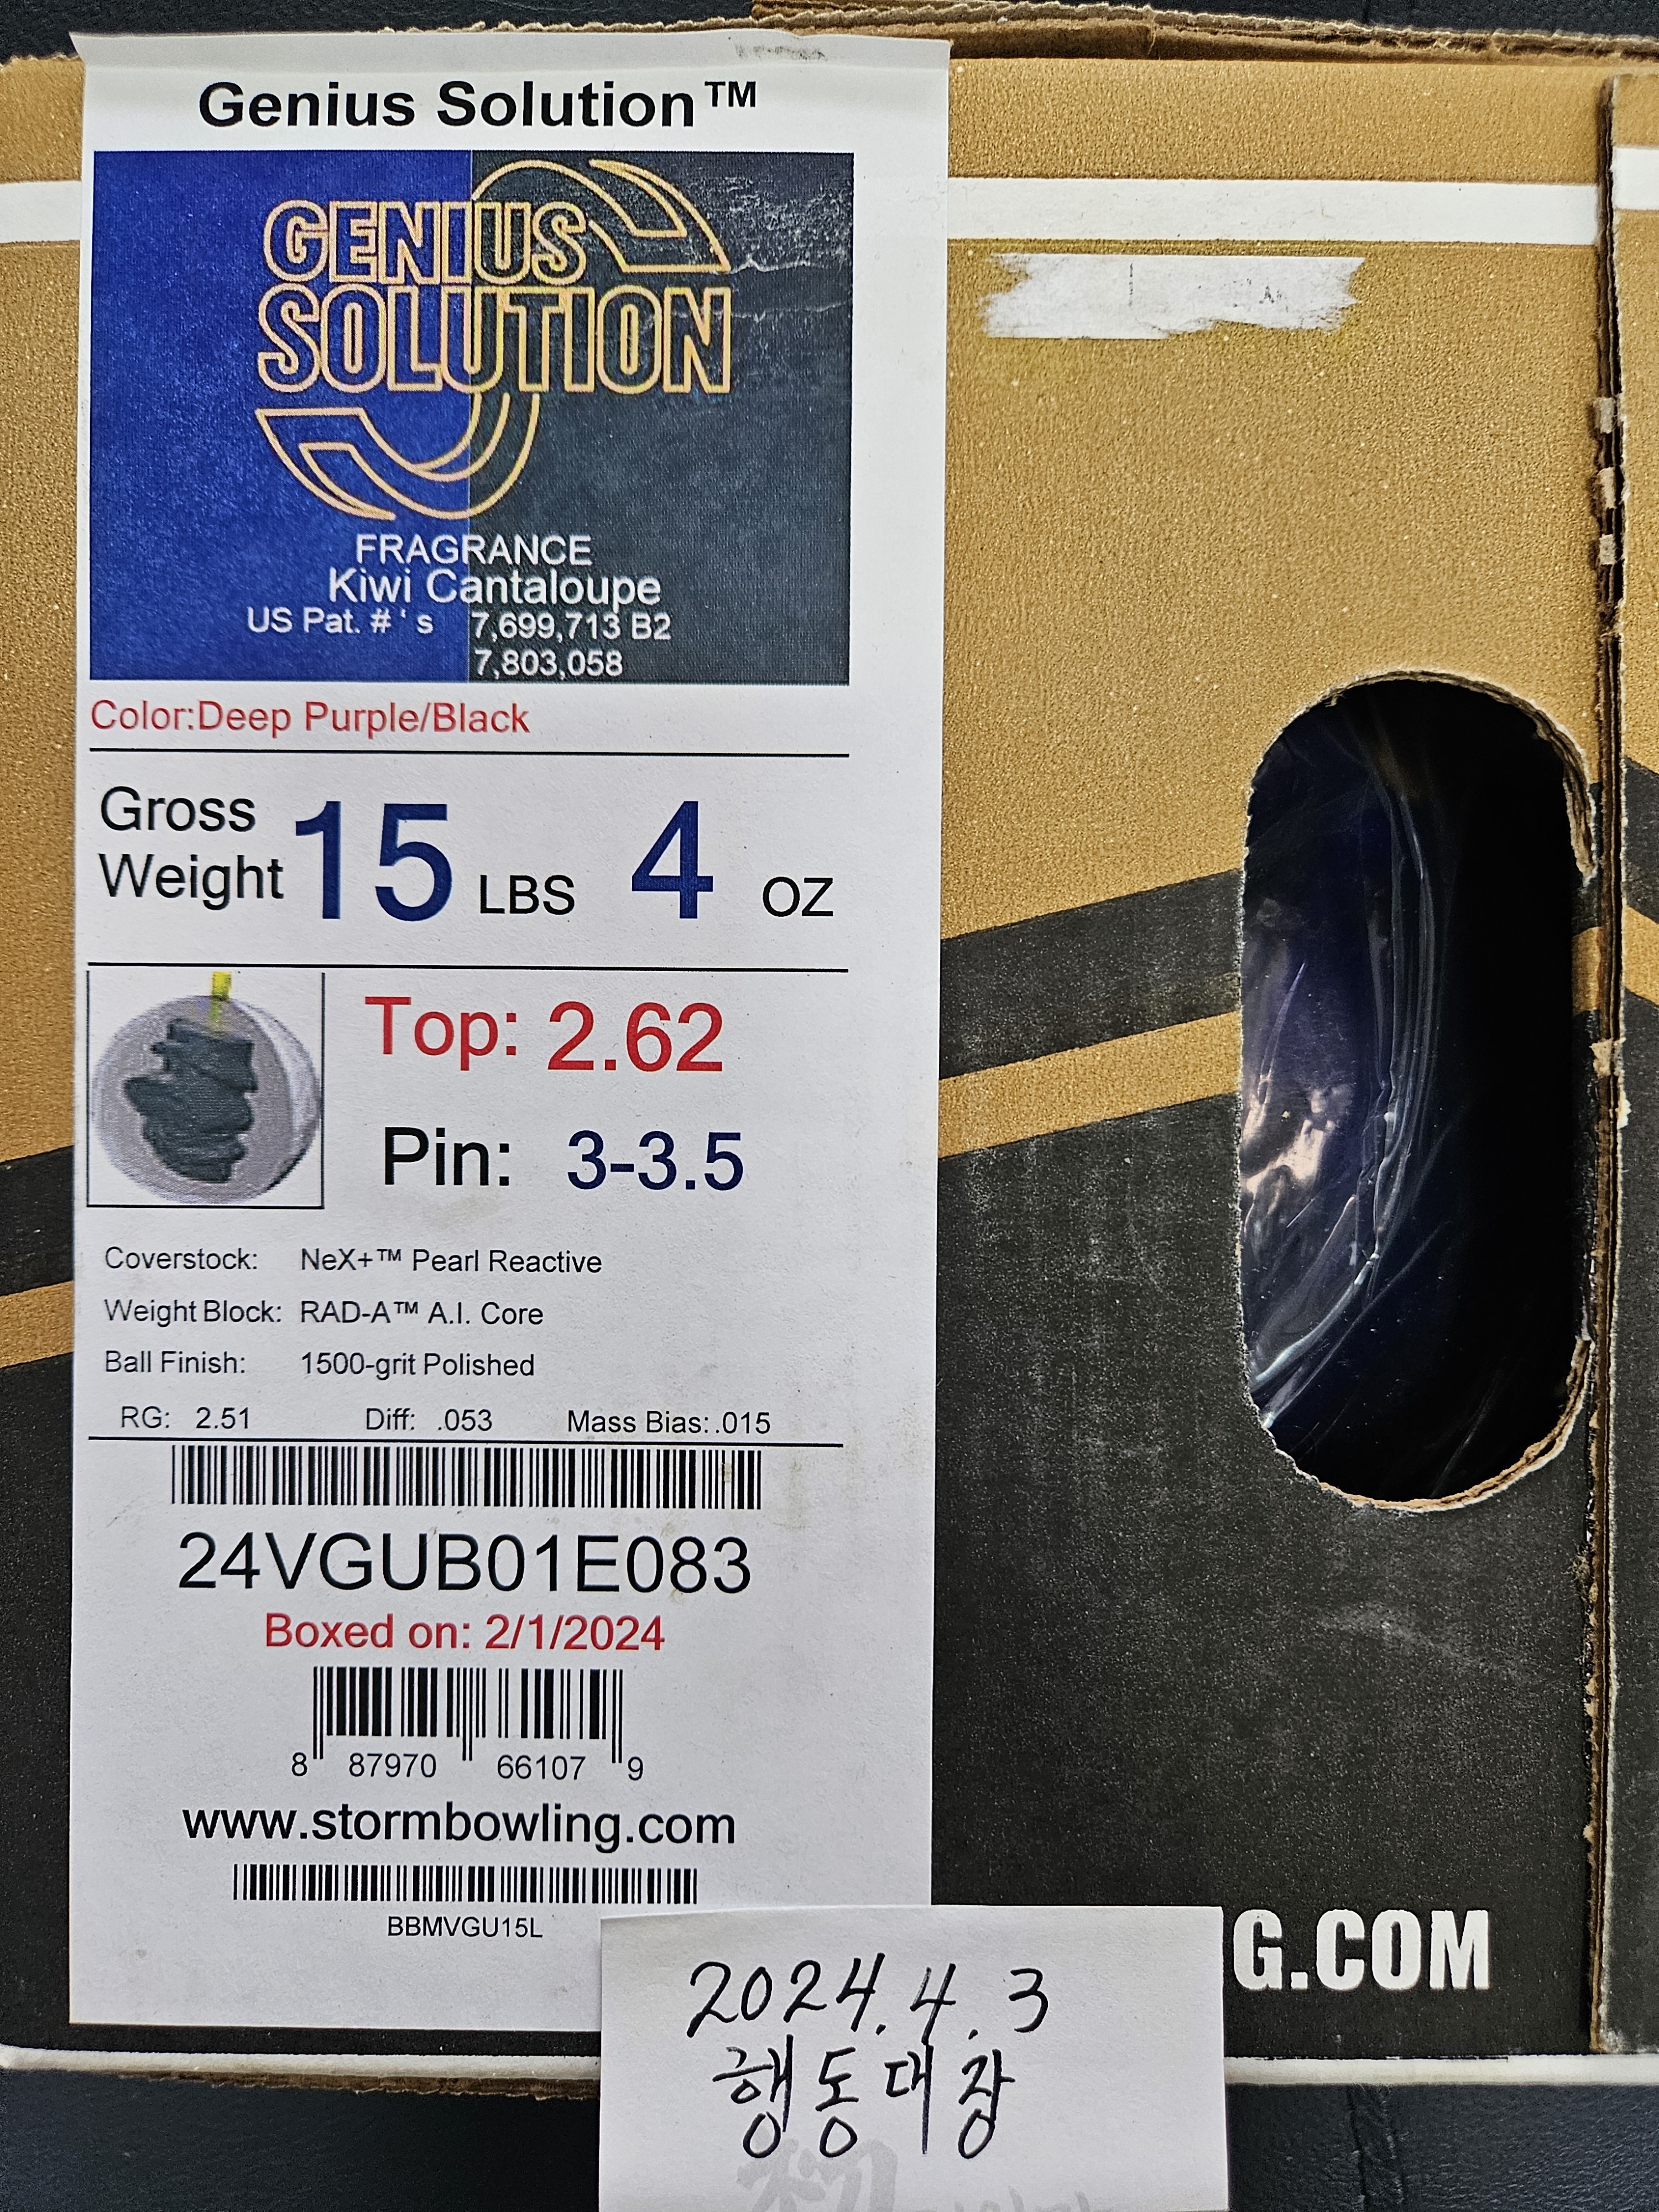 Genius Solution™
GENIUS
SOLUTION
FRAGRANCE
Kiwi Cantaloupe
US Pat. # ' s 7,699,713 B2
7,803,058
Color:Deep Purple/Black
Gross
Weight 15 LBS 4 OZ
Top: 2.62
Pin: 3-3.5
Coverstock: NeX+™ Pearl Reactive
Weight Block: RAD-A™ A.I. Core
Ball Finish: 1500-grit Polished
RG: 2.51 Diff: .053 Mass Bias: .015
24VGUB01E083
Boxed on: 2/1/2024
8 87970 66107 9
www.stormbowling.com
BBMVGU15L
G.COM
2024.4.3
행동대장